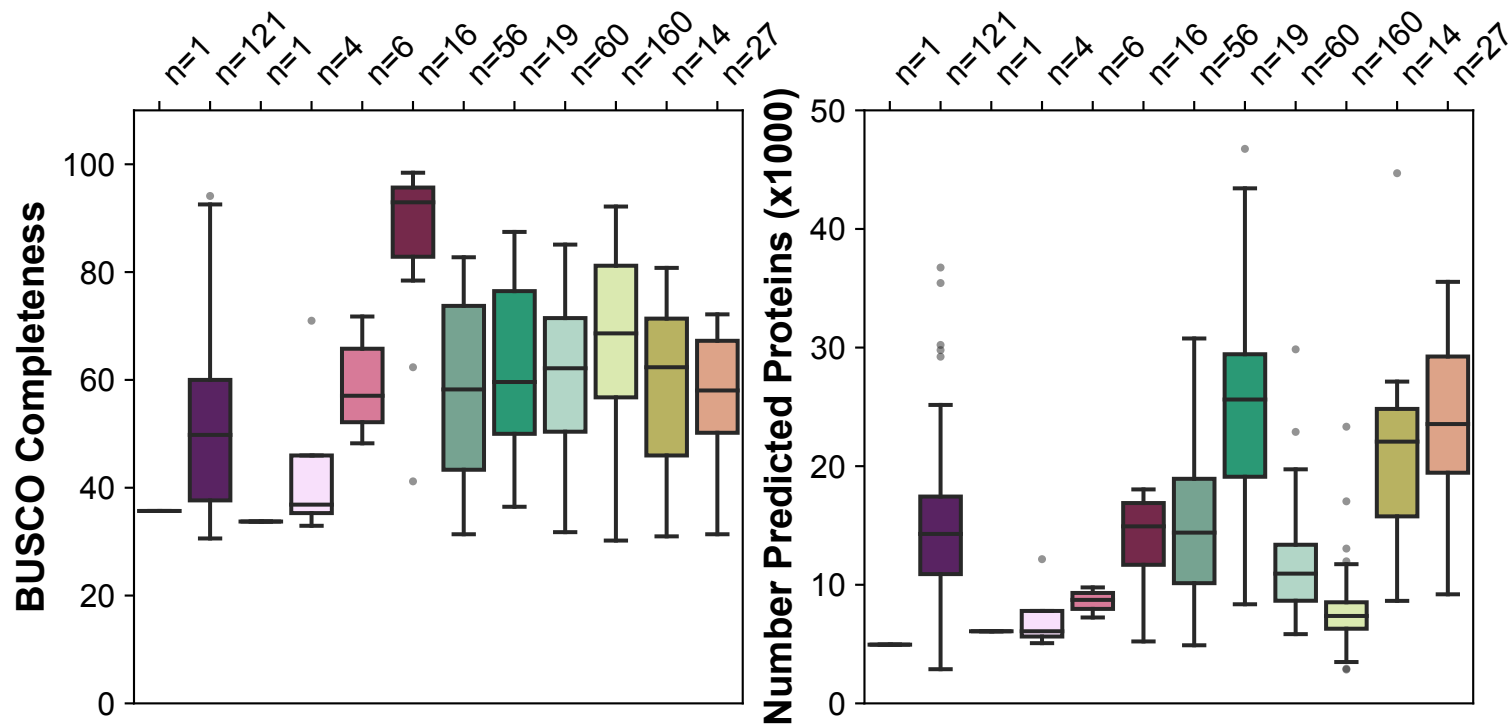 n=1
n=121
n=1
n=4
n=6
n=16
n=56
n=19
n=60
n=160
n=14
n=27
BUSCO Completeness
100
80
60
40
20
0
n=1
n=121
n=1
n=4
n=6
n=16
n=56
n=19
n=60
n=160
n=14
n=27
Number Predicted Proteins (x1000)
50
40
30
20
10
0